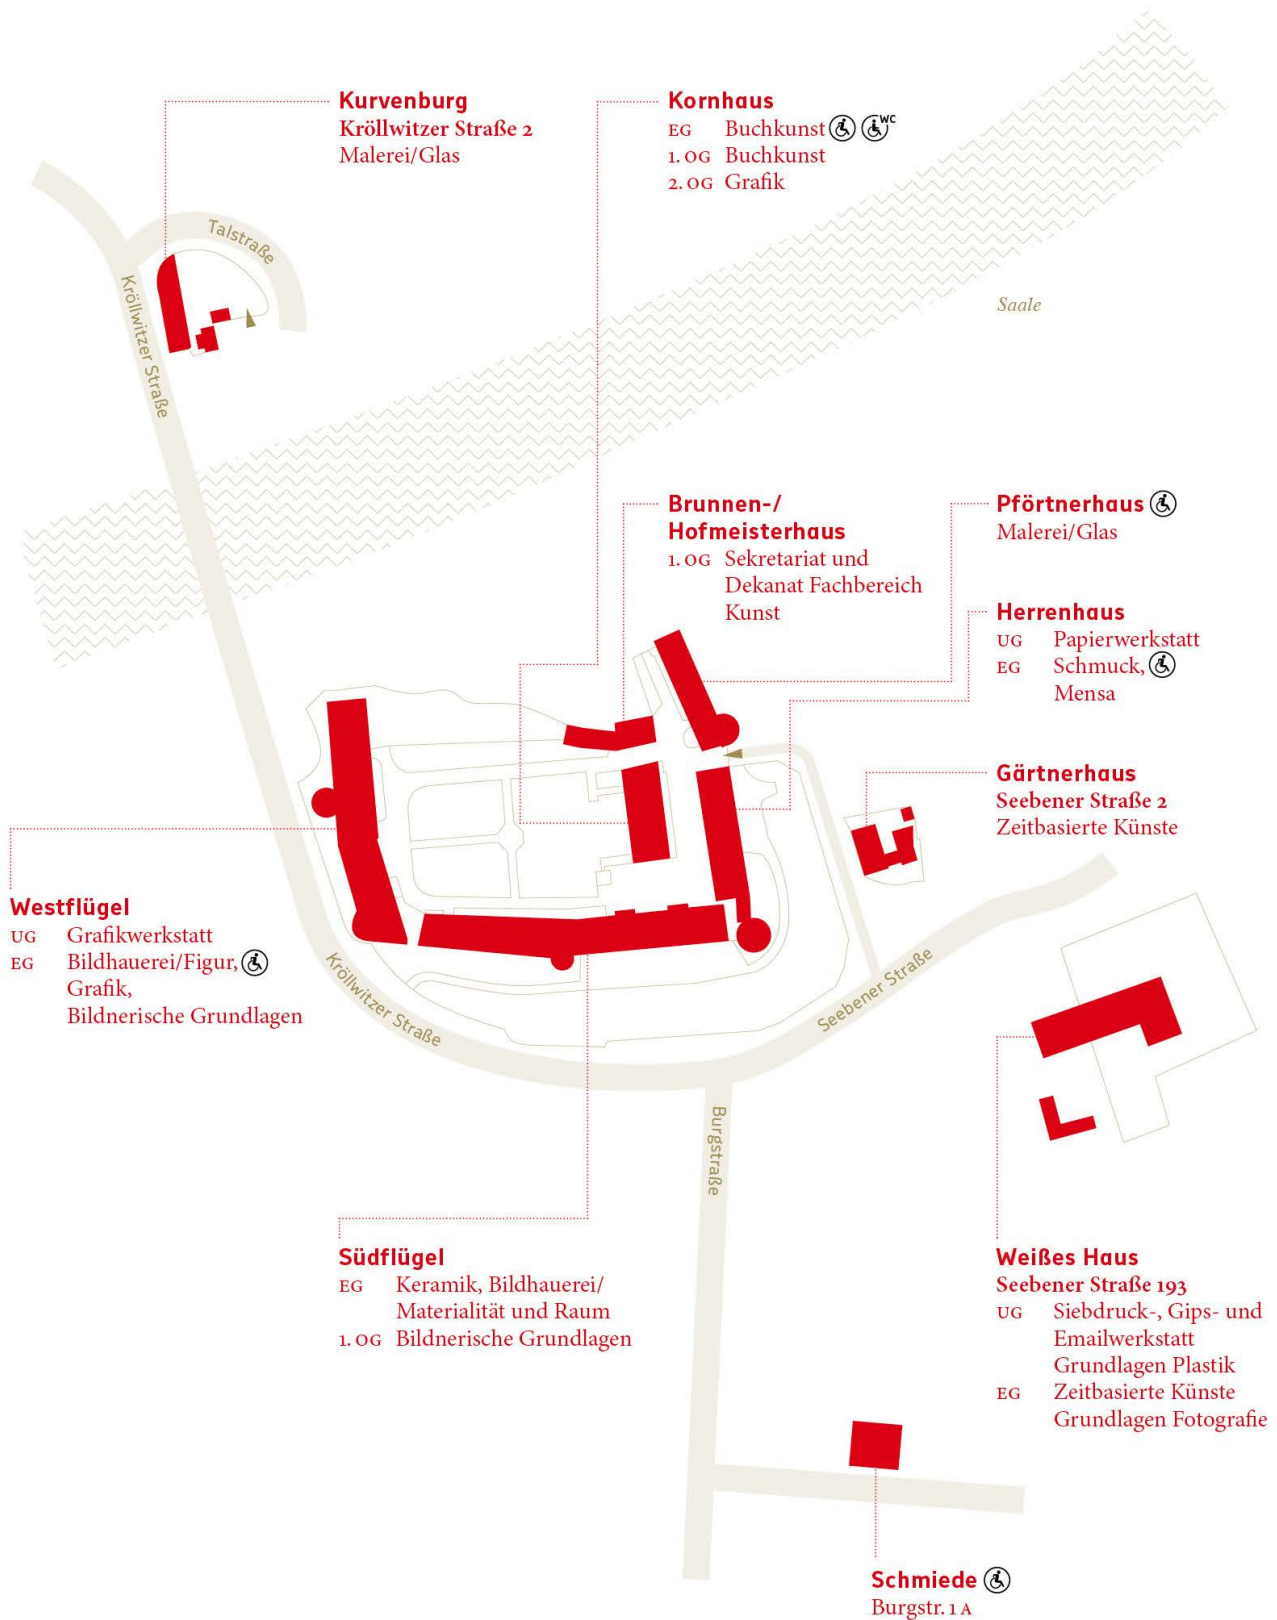 Kurvenburg
Kröllwitzer Straße 2
Malerei/Glas
Kornhaus
EG Buchkunst WC
1. OG Buchkunst
2. OG Grafik
Talstraße
Kröllwitzer Straße
Saale
Brunnen-/
Hofmeisterhaus
1. OG Sekretariat und
Dekanat Fachbereich
Kunst
Pförtnerhaus
Malerei/Glas
Herrenhaus
UG Papierwerkstatt
EG Schmuck,
Mensa
Gärtnerhaus
Seebener Straße 2
Zeitbasierte Künste
Westflügel
UG Grafikwerkstatt
EG Bildhauerei/Figur,
Grafik,
Bildnerische Grundlagen
Kröllwitzer Straße
Seebener Straße
Burgstraße
Südflügel
EG Keramik, Bildhauerei/
Materialität und Raum
1. OG Bildnerische Grundlagen
Weißes Haus
Seebener Straße 193
UG Siebdruck-, Gips- und
Emailwerkstatt
Grundlagen Plastik
EG Zeitbasierte Künste
Grundlagen Fotografie
Schmiede
Burgstr. 1 A